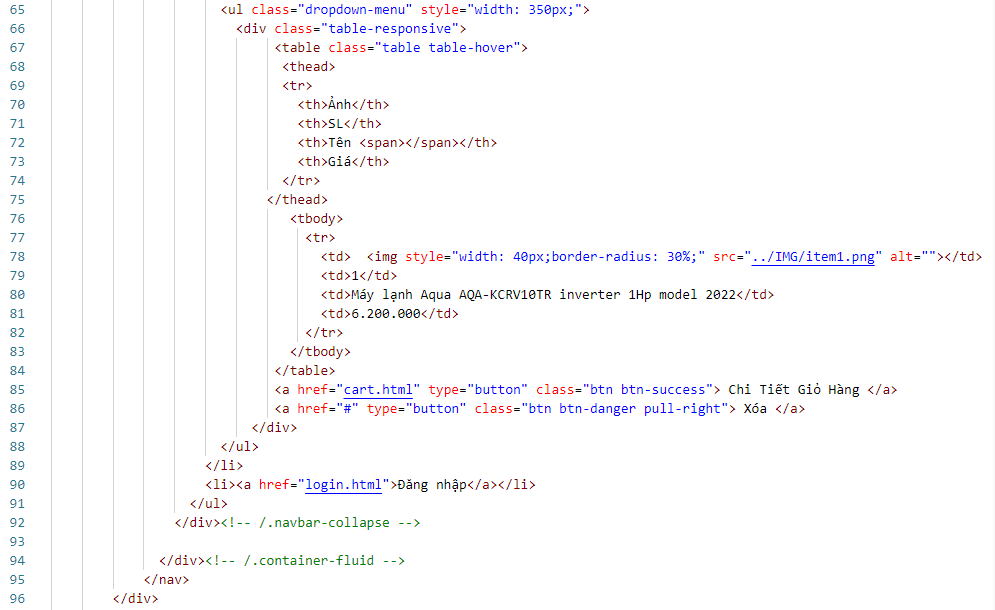 65 <ul class="dropdown-menu" style="width: 350px;">
66 <div class="table-responsive">
67 <table class="table table-hover">
68 <thead>
69 <tr>
70 <th>Ảnh</th>
71 <th>SL</th>
72 <th>Tên <span></span></th>
73 <th>Giá</th>
74 </tr>
75 </thead>
76 <tbody>
77 <tr>
78 <td>  <img style="width: 40px;border-radius: 30%;" src="../IMG/item1.png" alt=""></td>
79 <td>1</td>
80 <td>Máy lạnh Aqua AQA-KCRV10TR inverter 1Hp model 2022</td>
81 <td>6.200.000</td>
82 </tr>
83 </tbody>
84 </table>
85 <a href="cart.html" type="button" class="btn btn-success"> Chi Tiết Giỏ Hàng </a>
86 <a href="#" type="button" class="btn btn-danger pull-right"> Xóa </a>
87 </div>
88 </ul>
89 </li>
90 <li><a href="login.html">Đăng nhập</a></li>
91 </ul>
92 </div><!-- /.navbar-collapse -->
93
94 </div><!-- /.container-fluid -->
95 </nav>
96 </div>